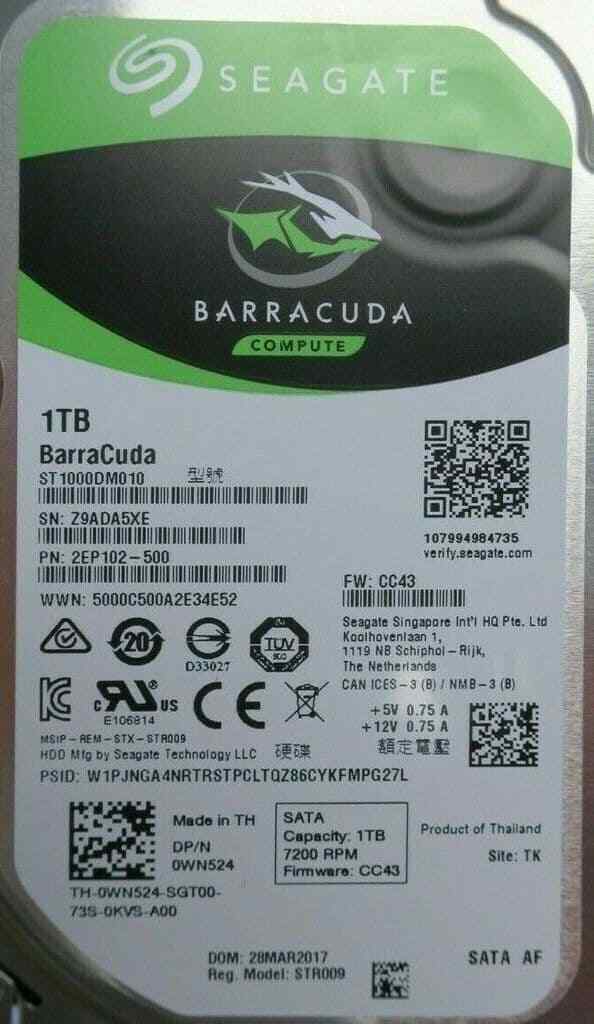 SEAGATE
BARRACUDA
COMPUTE
1TB
BarraCuda
ST1000DM010 型號
SN: Z9ADA5XE
PN: 2EP102-500
WWN: 5000C500A2E34E52
107994984735
verify.seagate.com
FW: CC43
Seagate Singapore Int'l HQ Pte. Ltd
Koolhovenlaan 1,
1119 NB Schiphol-Rijk,
The Netherlands
CAN ICES-3 (B) / NMB-3 (B)
20
D33027
TUV
c RU ® US
E106814
CE
MSIP-REM-STX-STR009
HDD Mfg by Seagate Technology LLC 硬碟
+5V 0.75 A
+12V 0.75 A
額定電壓
PSID: W1PJNGA4NRTRSTPCLTQZ86CYKFMPG27L
Made in TH
DP/N
0WN524
TH-0WN524-SGT00-
73S-0KVS-A00
SATA
Capacity: 1TB
7200 RPM
Firmware: CC43
Product of Thailand
Site: TK
DOM: 28MAR2017
Reg. Model: STR009
SATA AF